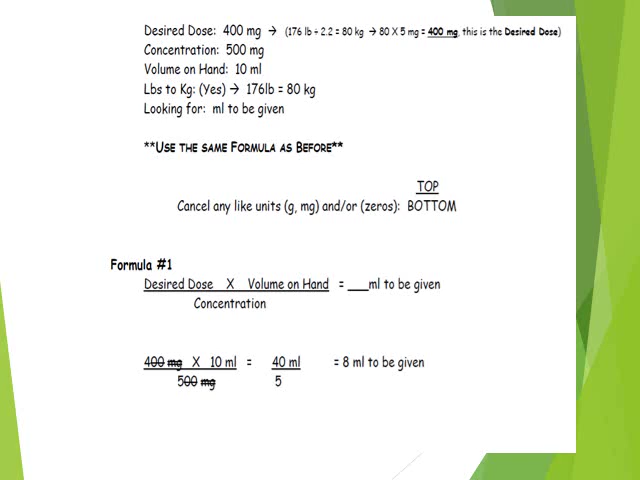 Desired Dose: 400 mg → (176 lb ÷ 2.2 = 80 kg → 80 X 5 mg = 400 mg, this is the Desired Dose)
Concentration: 500 mg
Volume on Hand: 10 ml
Lbs to Kg: (Yes) → 176lb = 80 kg
Looking for: ml to be given
**USE THE SAME FORMULA AS BEFORE**
TOP
Cancel any like units (g, mg) and/or (zeros): BOTTOM
Formula #1
Desired Dose X Volume on Hand = ___ml to be given
Concentration
400 mg X 10 ml = 40 ml = 8 ml to be given
500 mg 5